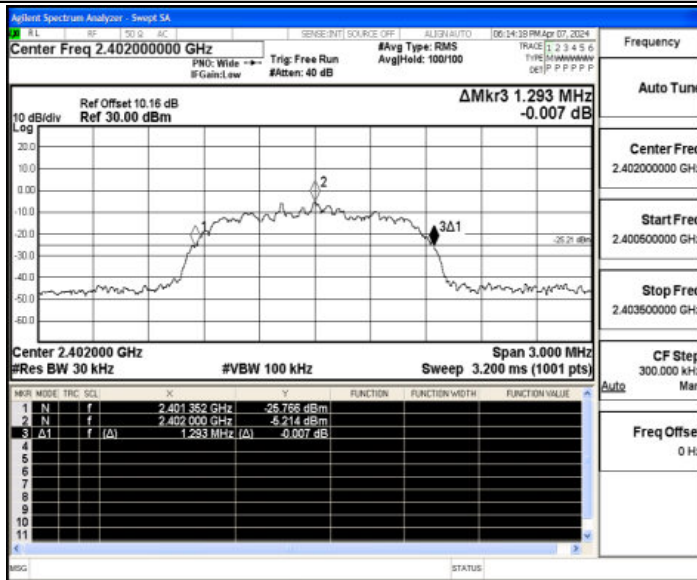 Agilent Spectrum Analyzer - Swept SA
RL RF 50 Ω AC SENSE:INT SOURCE OFF ALIGN AUTO 06:14:18 PM Apr 07, 2024
Center Freq 2.402000000 GHz
PNO: Wide
IFGain:Low
Trig: Free Run
#Atten: 40 dB
#Avg Type: RMS
Avg|Hold: 100/100
TRACE 1 2 3 4 5 6
TYPE MWWWWW
DET P P P P P P
Ref Offset 10.16 dB
Ref 30.00 dBm
10 dB/div
Log
ΔMkr3 1.293 MHz
-0.007 dB
20.0
10.0
0.00
-10.0
-20.0
-30.0
-40.0
-50.0
-60.0
1
2
3Δ1
-25.21 dBm
Center 2.402000 GHz
Span 3.000 MHz
#Res BW 30 kHz
#VBW 100 kHz
Sweep 3.200 ms (1001 pts)
MKR MODE TRC SCL X Y FUNCTION FUNCTION WIDTH FUNCTION VALUE
1 N f 2.401 352 GHz -25.766 dBm
2 N f 2.402 000 GHz -5.214 dBm
3 Δ1 f (Δ) 1.293 MHz (Δ) -0.007 dB
4
5
6
7
8
9
10
11
MSG
STATUS
Frequency
Auto Tune
Center Freq
2.402000000 GHz
Start Freq
2.400500000 GHz
Stop Freq
2.403500000 GHz
CF Step
300.000 kHz
Auto Man
Freq Offset
0 Hz